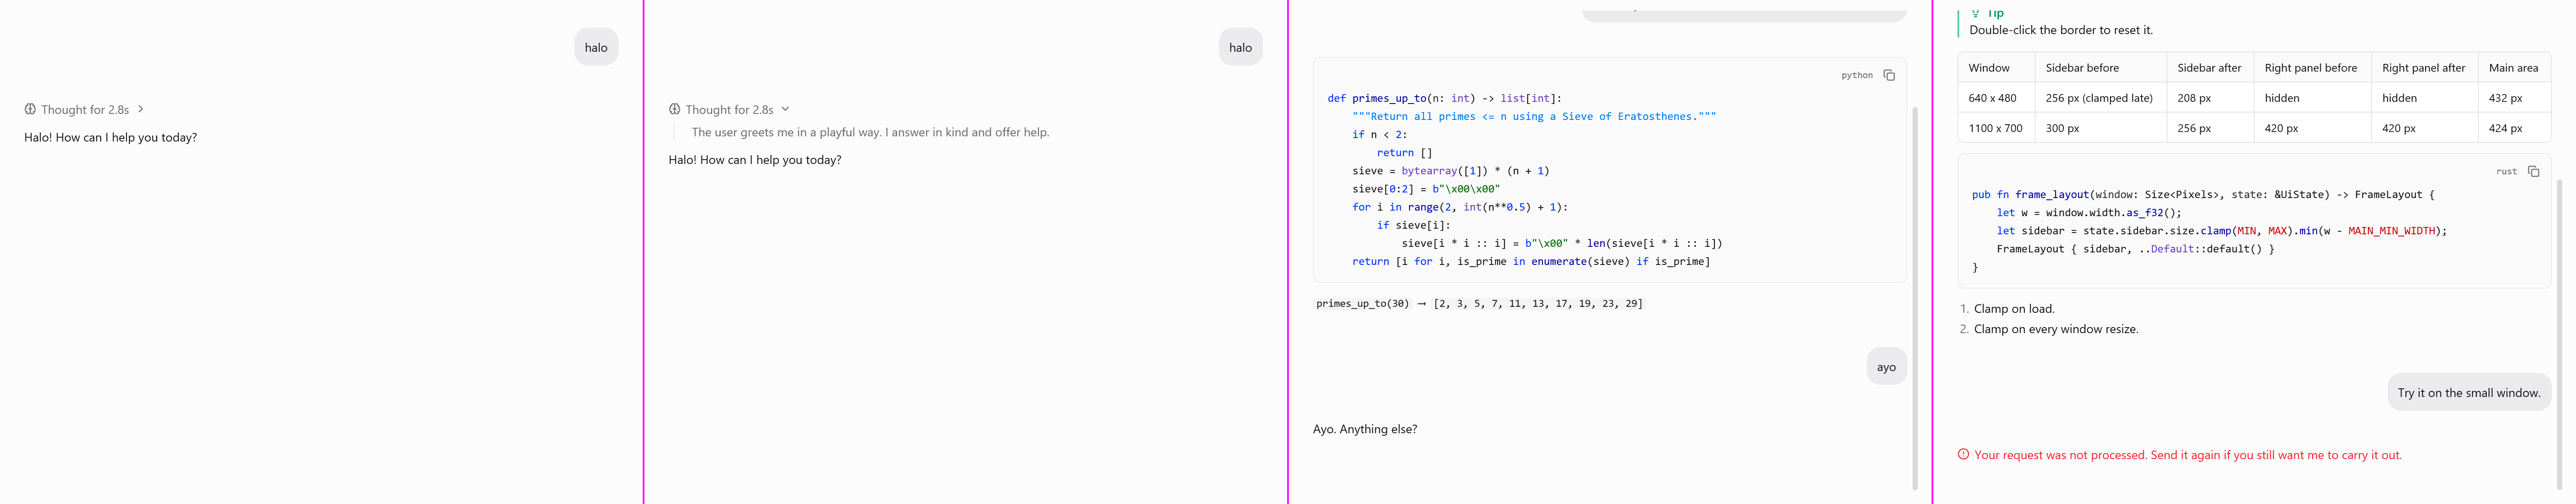 halo
Thought for 2.8s
Halo! How can I help you today?
halo
Thought for 2.8s
The user greets me in a playful way. I answer in kind and offer help.
Halo! How can I help you today?
python
def primes_up_to(n: int) -> list[int]:
    """Return all primes <= n using a Sieve of Eratosthenes."""
    if n < 2:
        return []
    sieve = bytearray([1]) * (n + 1)
    sieve[0:2] = b"\x00\x00"
    for i in range(2, int(n**0.5) + 1):
        if sieve[i]:
            sieve[i * i :: i] = b"\x00" * len(sieve[i * i :: i])
    return [i for i, is_prime in enumerate(sieve) if is_prime]
primes_up_to(30) → [2, 3, 5, 7, 11, 13, 17, 19, 23, 29]
ayo
Ayo. Anything else?
Tip
Double-click the border to reset it.
Window Sidebar before Sidebar after Right panel before Right panel after Main area
640 x 480 256 px (clamped late) 208 px hidden hidden 432 px
1100 x 700 300 px 256 px 420 px 420 px 424 px
rust
pub fn frame_layout(window: Size<Pixels>, state: &UiState) -> FrameLayout {
    let w = window.width.as_f32();
    let sidebar = state.sidebar.size.clamp(MIN, MAX).min(w - MAIN_MIN_WIDTH);
    FrameLayout { sidebar, ..Default::default() }
}
1. Clamp on load.
2. Clamp on every window resize.
Try it on the small window.
Your request was not processed. Send it again if you still want me to carry it out.